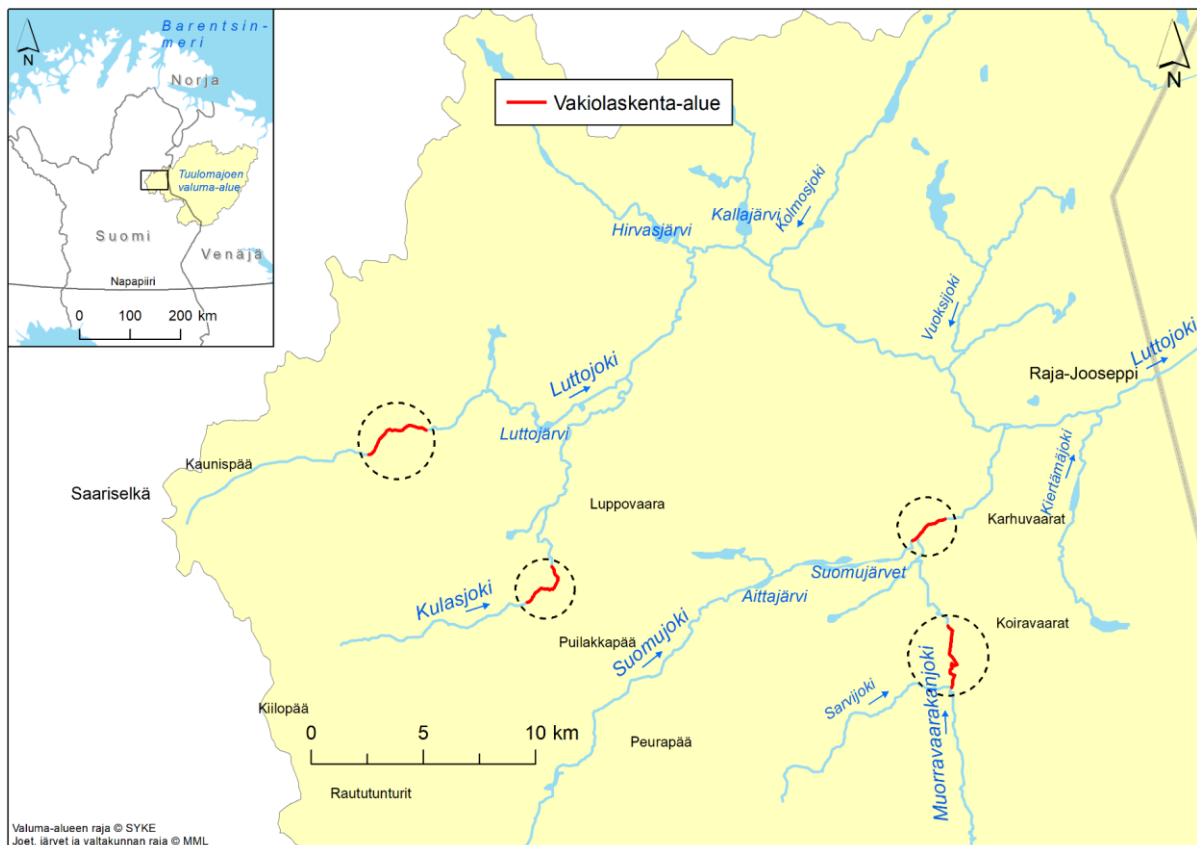 Barentsin-
meri
N
Norja
Tuulomajoen
valuma-alue
Suomi
Venäjä
Napapiiri
0 100 200 km
Vakiolaskenta-alue
N
Kolmosjoki
Kallajärvi
Hirvasjärvi
Vuoksijoki
Luttojoki
Raja-Jooseppi
Luttojoki
Luttojärvi
Kaunispää
Saariselkä
Kiertämäjoki
Luppovaara
Karhuvaarat
Suomujärvet
Aittajärvi
Kulasjoki
Koiravaarat
Puilakkapää
Suomujoki
Sarvijoki
Muorravaarakanjoki
Kiilopää
0 5 10 km
Peurapää
Raututunturit
Valuma-alueen raja © SYKE
Joet, järvet ja valtakunnan raja © MML